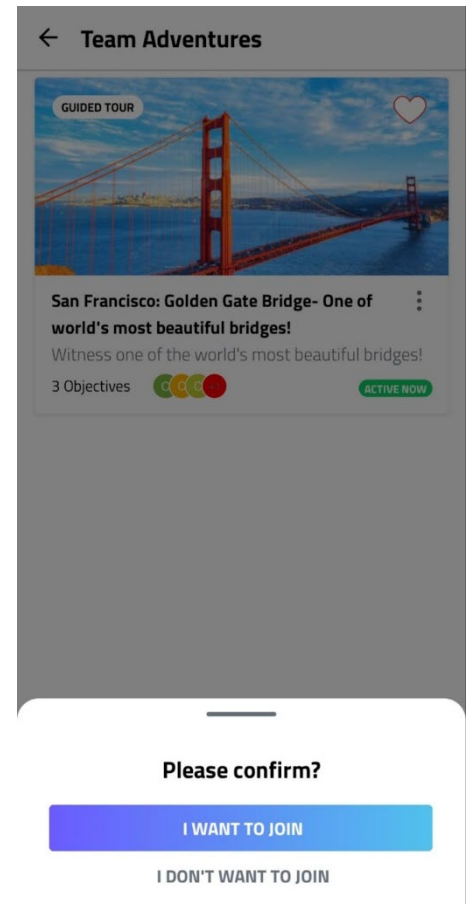 Team Adventures
GUIDED TOUR
San Francisco: Golden Gate Bridge- One of
world's most beautiful bridges!
Witness one of the world's most beautiful bridges!
3 Objectives
ACTIVE NOW
Please confirm?
I WANT TO JOIN
I DON'T WANT TO JOIN